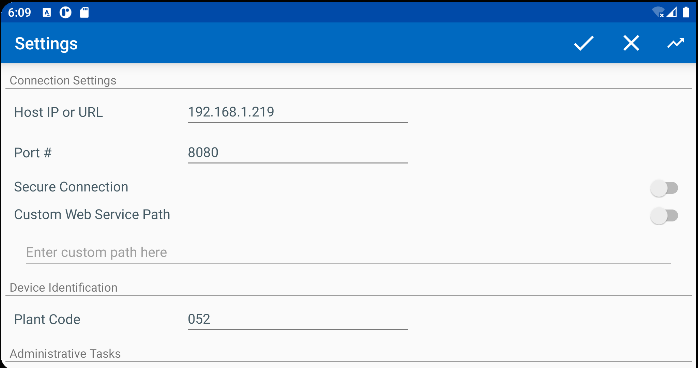 6:09
Settings
Connection Settings
Host IP or URL 192.168.1.219
Port # 8080
Secure Connection
Custom Web Service Path
Enter custom path here
Device Identification
Plant Code 052
Administrative Tasks